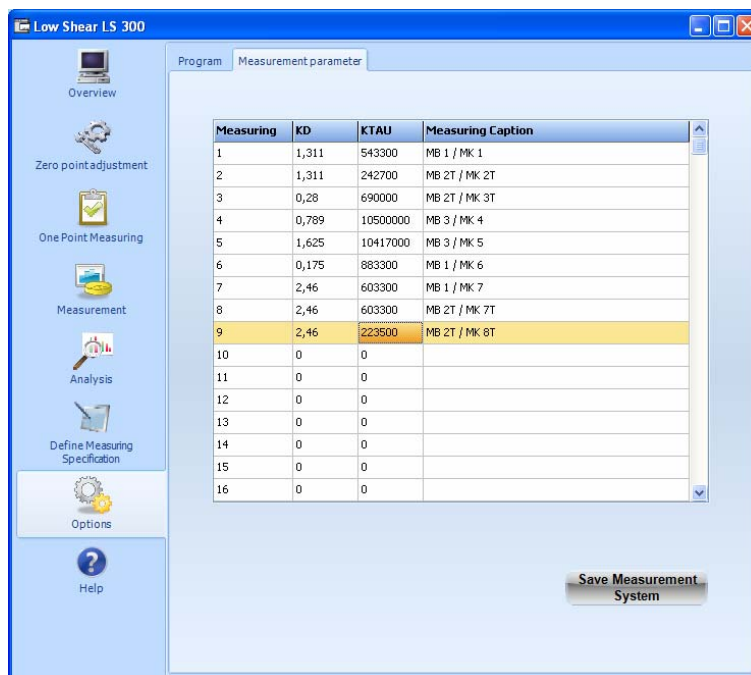 Low Shear LS 300
Program Measurement parameter
Overview
Zero point adjustment
One Point Measuring
Measurement
Analysis
Define Measuring
Specification
Options
Help
Measuring KD KTAU Measuring Caption
1 1,311 543300 MB 1 / MK 1
2 1,311 242700 MB 2T / MK 2T
3 0,28 690000 MB 2T / MK 3T
4 0,789 10500000 MB 3 / MK 4
5 1,625 10417000 MB 3 / MK 5
6 0,175 883300 MB 1 / MK 6
7 2,46 603300 MB 1 / MK 7
8 2,46 603300 MB 2T / MK 7T
9 2,46 223500 MB 2T / MK 8T
10 0 0
11 0 0
12 0 0
13 0 0
14 0 0
15 0 0
16 0 0
Save Measurement
System